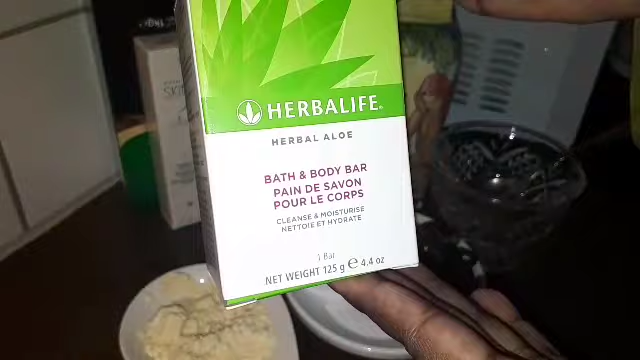 HERBALIFE
HERBAL ALOE
BATH & BODY BAR
PAIN DE SAVON
POUR LE CORPS
CLEANSE & MOISTURISE
NETTOIE ET HYDRATE
1 Bar
NET WEIGHT 125 g ℮ 4.4 oz